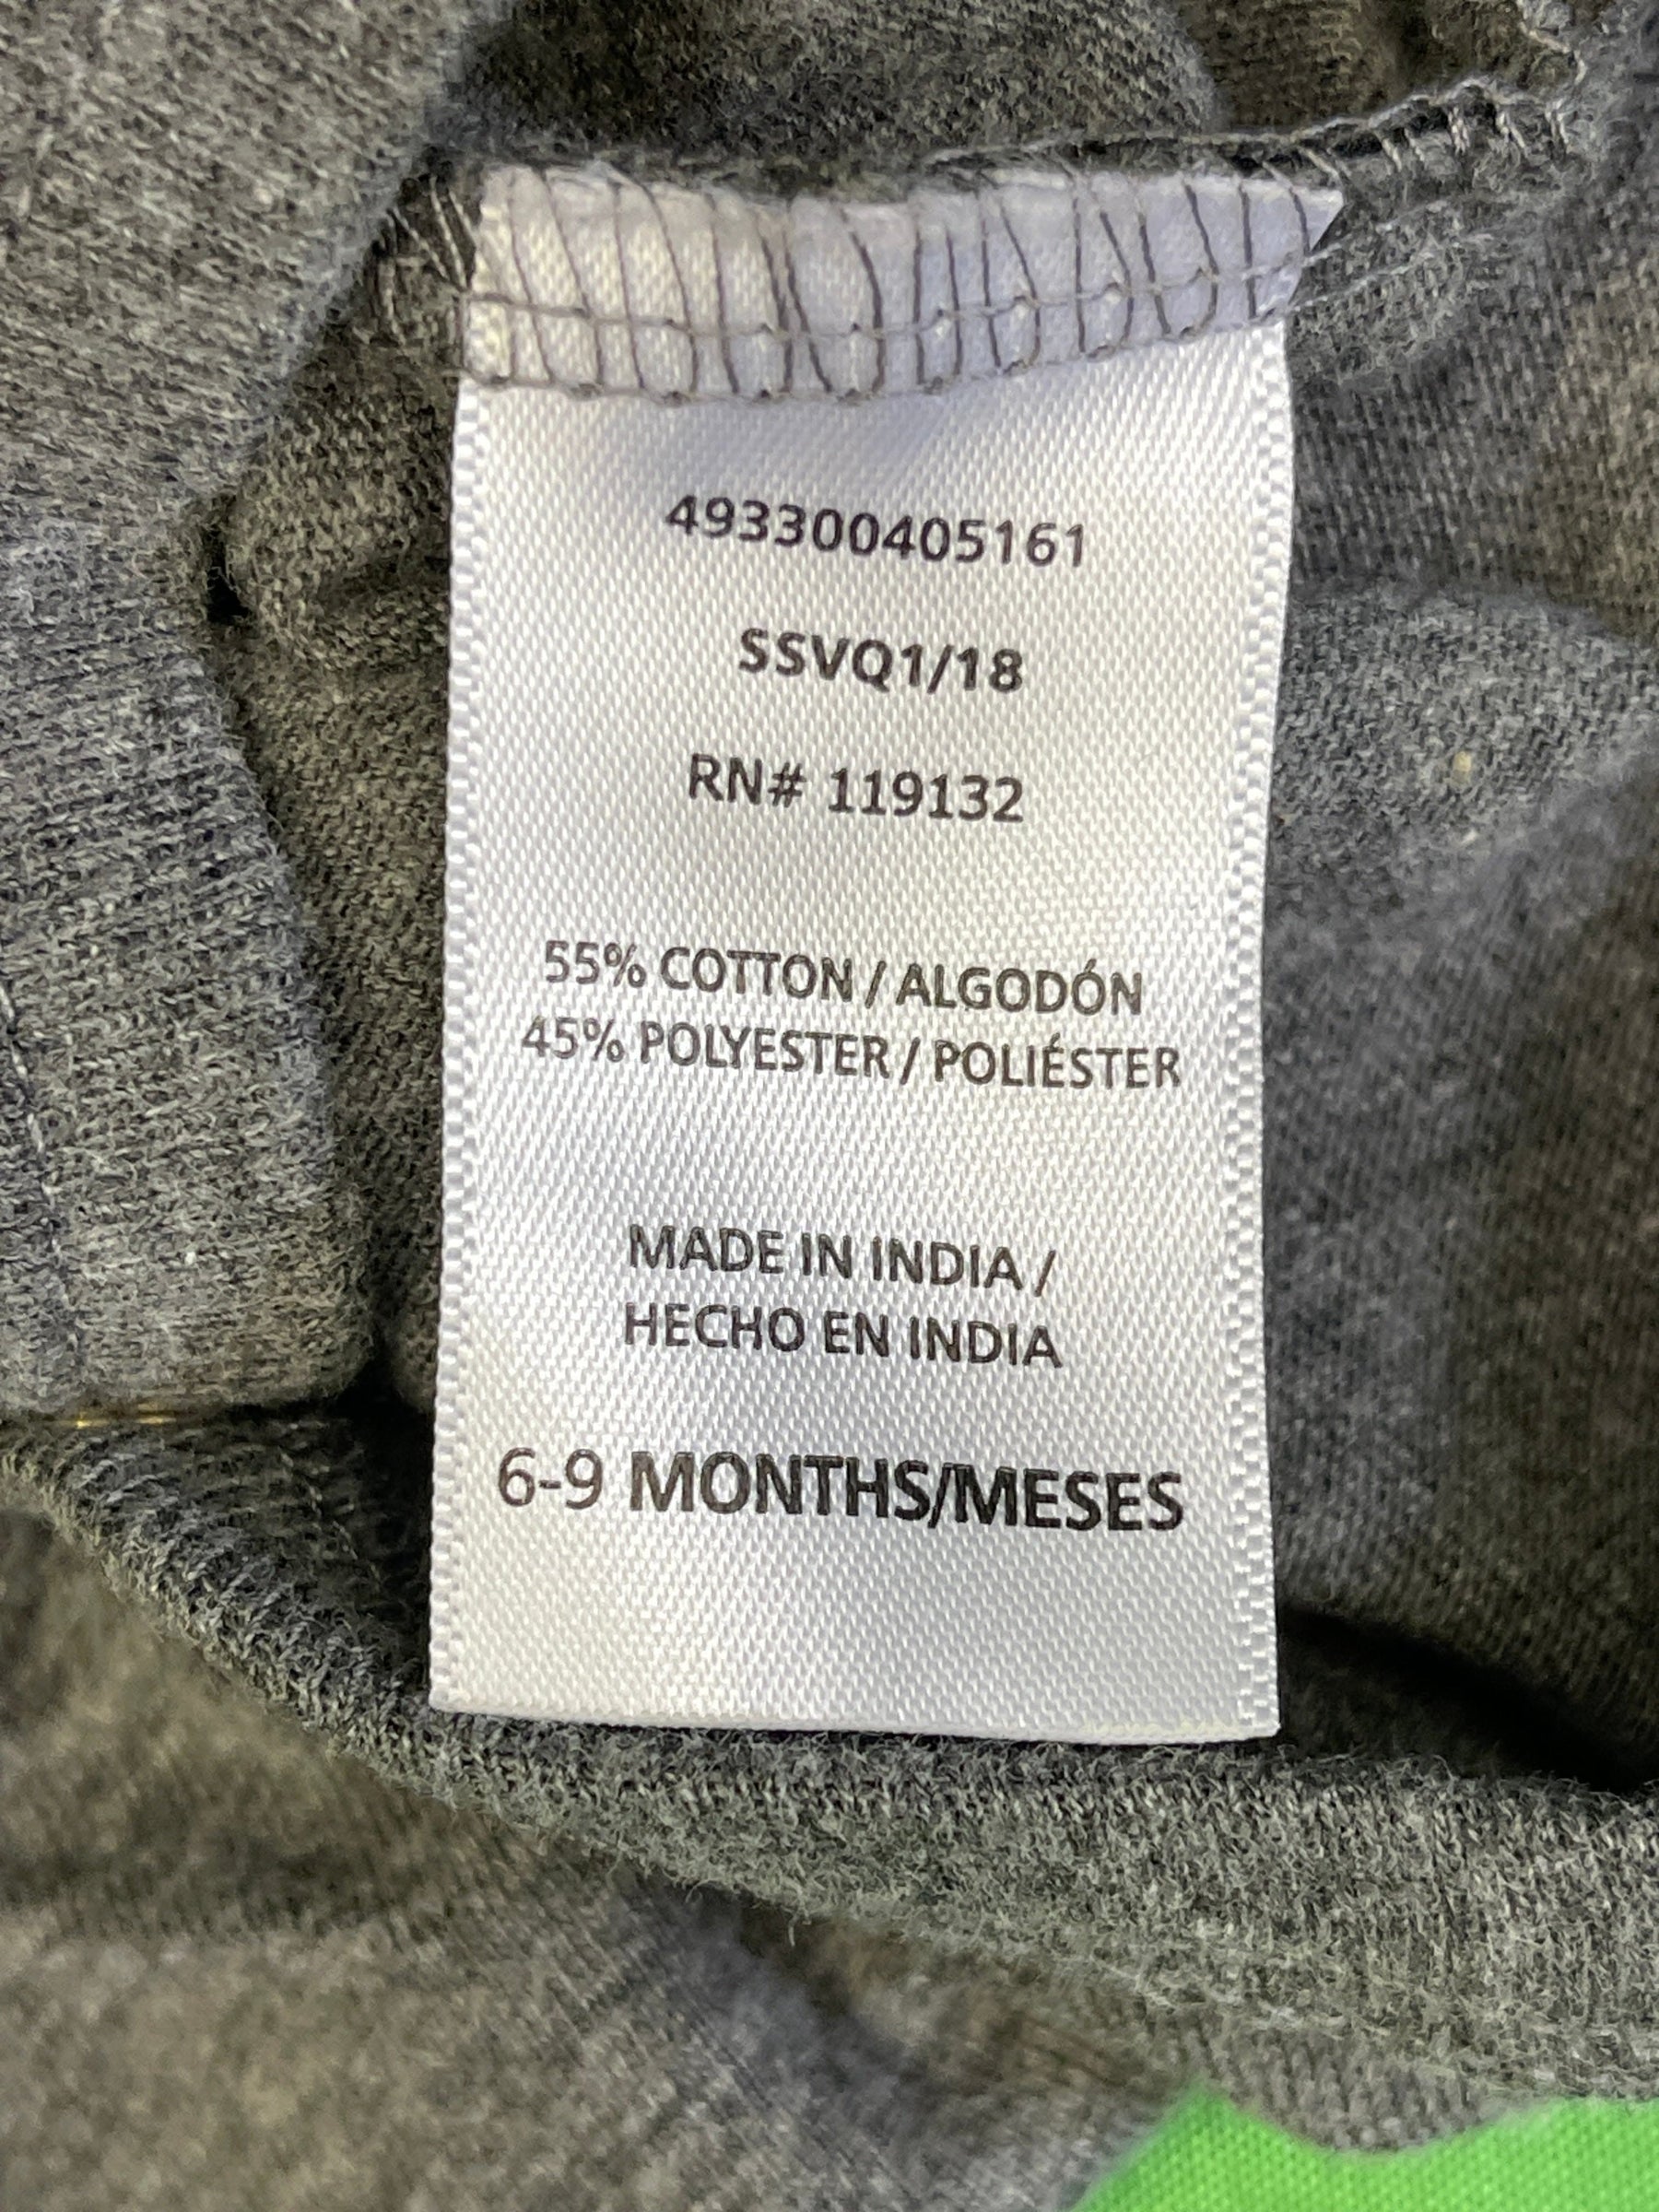 493300405161
SSVQ1/18
RN# 119132
55% COTTON / ALGODÓN
45% POLYESTER / POLIÉSTER
MADE IN INDIA /
HECHO EN INDIA
6-9 MONTHS/MESES